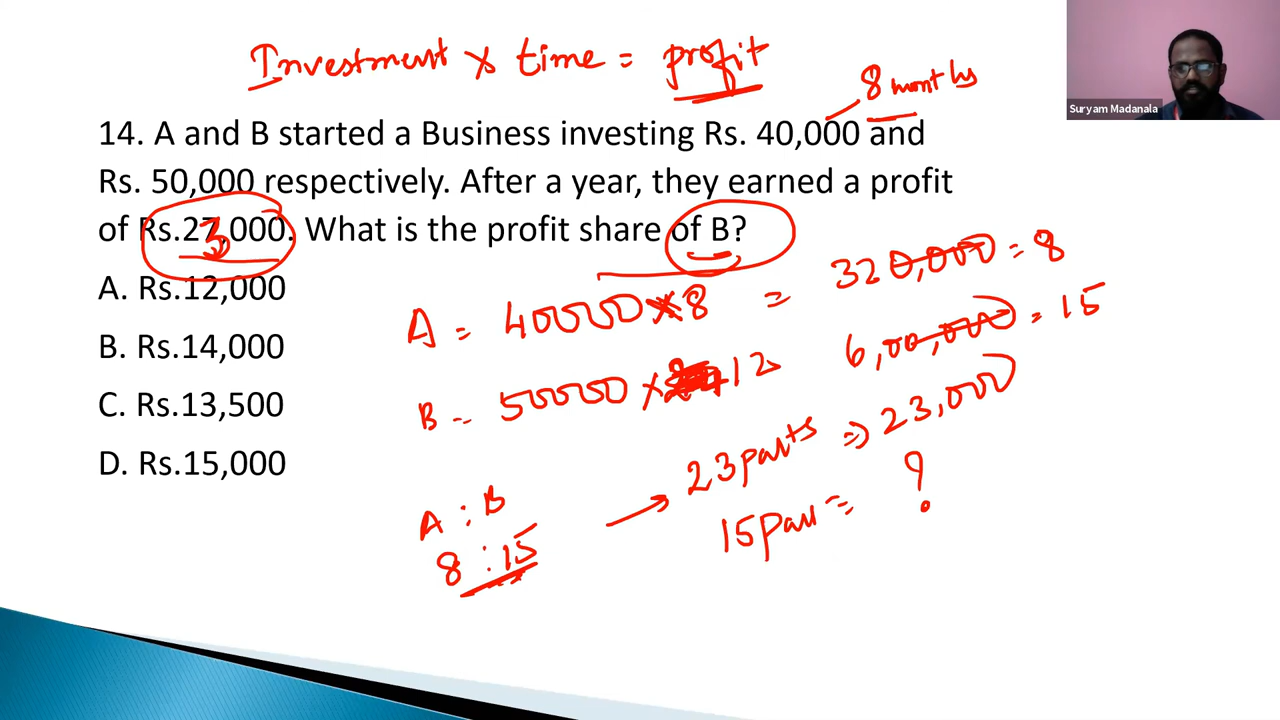 Investment × time = profit
8 months
Suryam Madanala
14. A and B started a Business investing Rs. 40,000 and
Rs. 50,000 respectively. After a year, they earned a profit
of Rs.27,000. What is the profit share of B?
3
A. Rs.12,000
B. Rs.14,000
C. Rs.13,500
D. Rs.15,000
A = 40000 × 8 = 320,000 = 8
B = 50000 × 12 6,00,000 = 15
A : B
8 : 15
23 parts ⇒ 23,000
15 par = ?